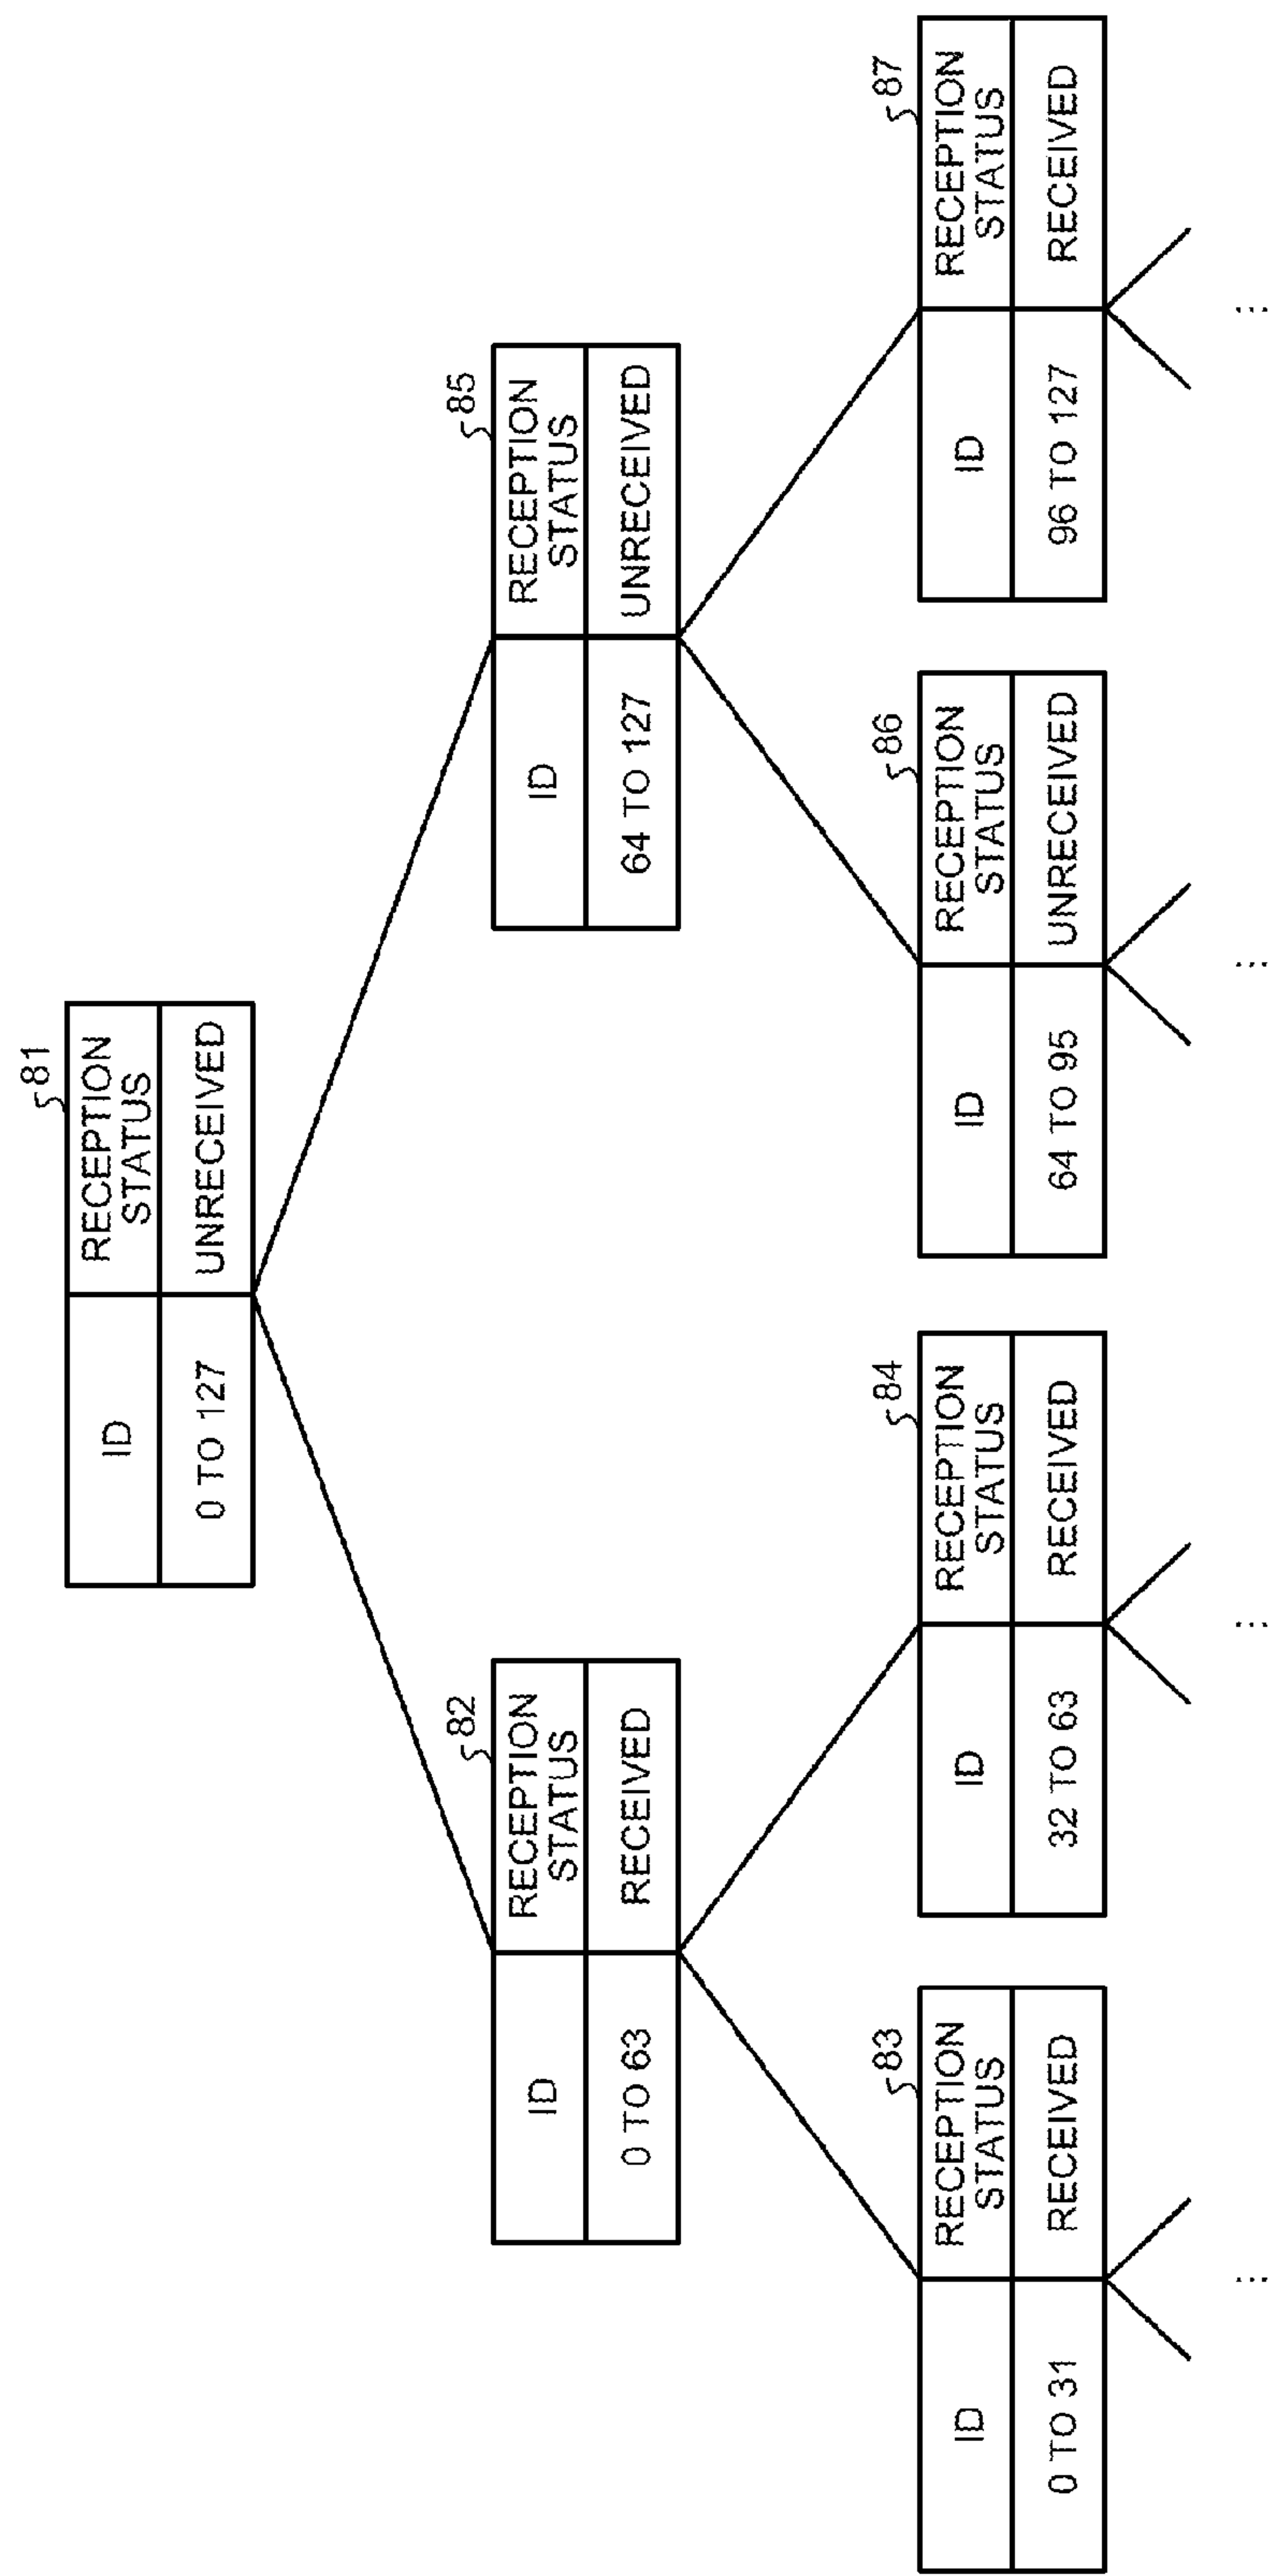 81
ID
RECEPTION
STATUS
0 TO 127
UNRECEIVED
82
ID
RECEPTION
STATUS
0 TO 63
RECEIVED
85
ID
RECEPTION
STATUS
64 TO 127
UNRECEIVED
83
ID
RECEPTION
STATUS
0 TO 31
RECEIVED
...
84
ID
RECEPTION
STATUS
32 TO 63
RECEIVED
...
86
ID
RECEPTION
STATUS
64 TO 95
UNRECEIVED
...
87
ID
RECEPTION
STATUS
96 TO 127
RECEIVED
...